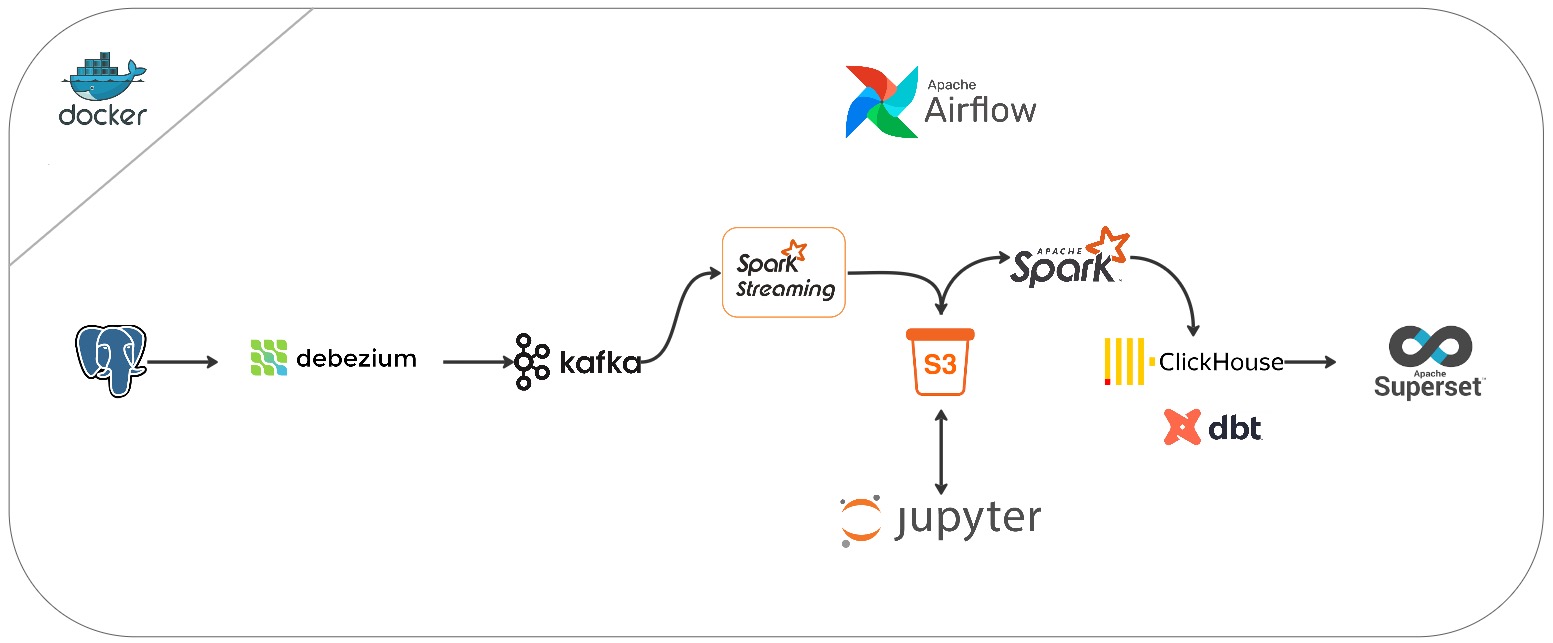 docker
Apache
Airflow
Spark
Streaming
APACHE
Spark
debezium
kafka
S3
ClickHouse
Apache
Superset
dbt
jupyter